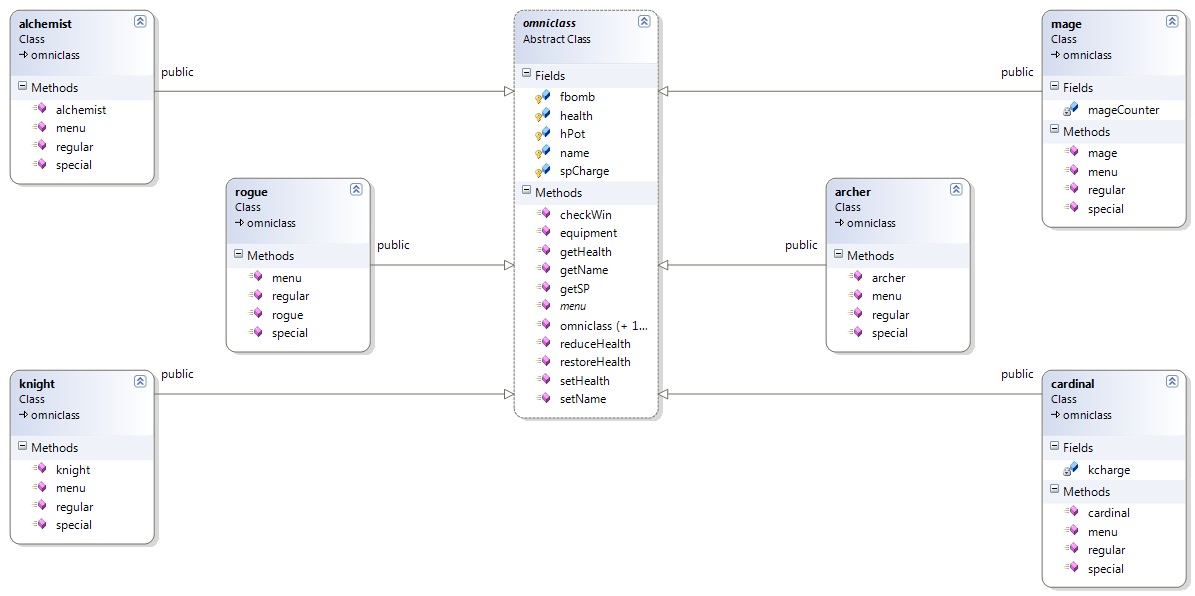 alchemist
Class
omniclass
Methods
alchemist
menu
regular
special
public
rogue
Class
omniclass
Methods
menu
regular
rogue
special
public
knight
Class
omniclass
Methods
knight
menu
regular
special
public
omniclass
Abstract Class
Fields
fbomb
health
hPot
name
spCharge
Methods
checkWin
equipment
getHealth
getName
getSP
menu
omniclass (+ 1...
reduceHealth
restoreHealth
setHealth
setName
public
archer
Class
omniclass
Methods
archer
menu
regular
special
public
mage
Class
omniclass
Fields
mageCounter
Methods
mage
menu
regular
special
public
cardinal
Class
omniclass
Fields
kcharge
Methods
cardinal
menu
regular
special